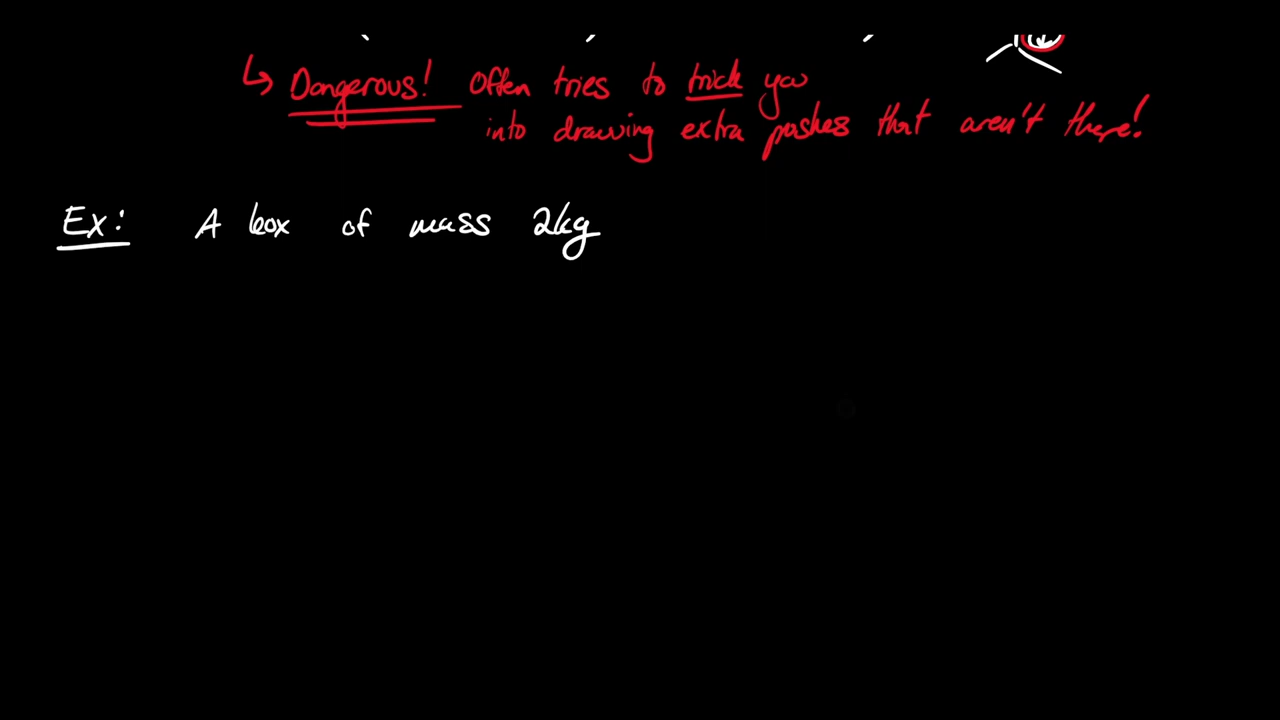 ↳ Dangerous! Often tries to trick you
into drawing extra pushes that aren't there!
Ex: A box of mass 2kg